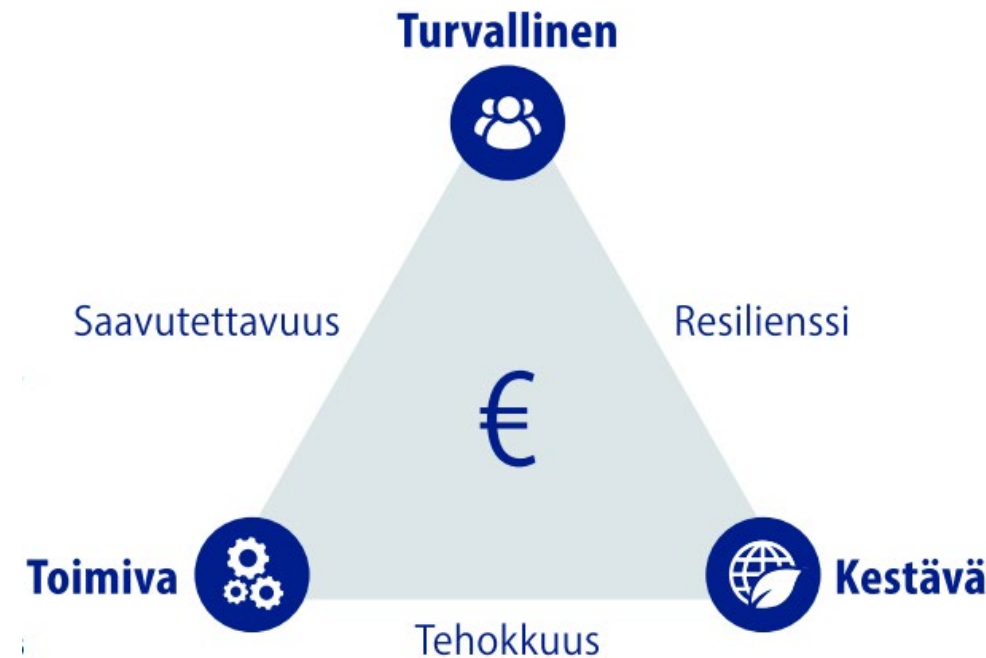 Turvallinen
Saavutettavuus
Resilienssi
€
Toimiva
Kestävä
Tehokkuus